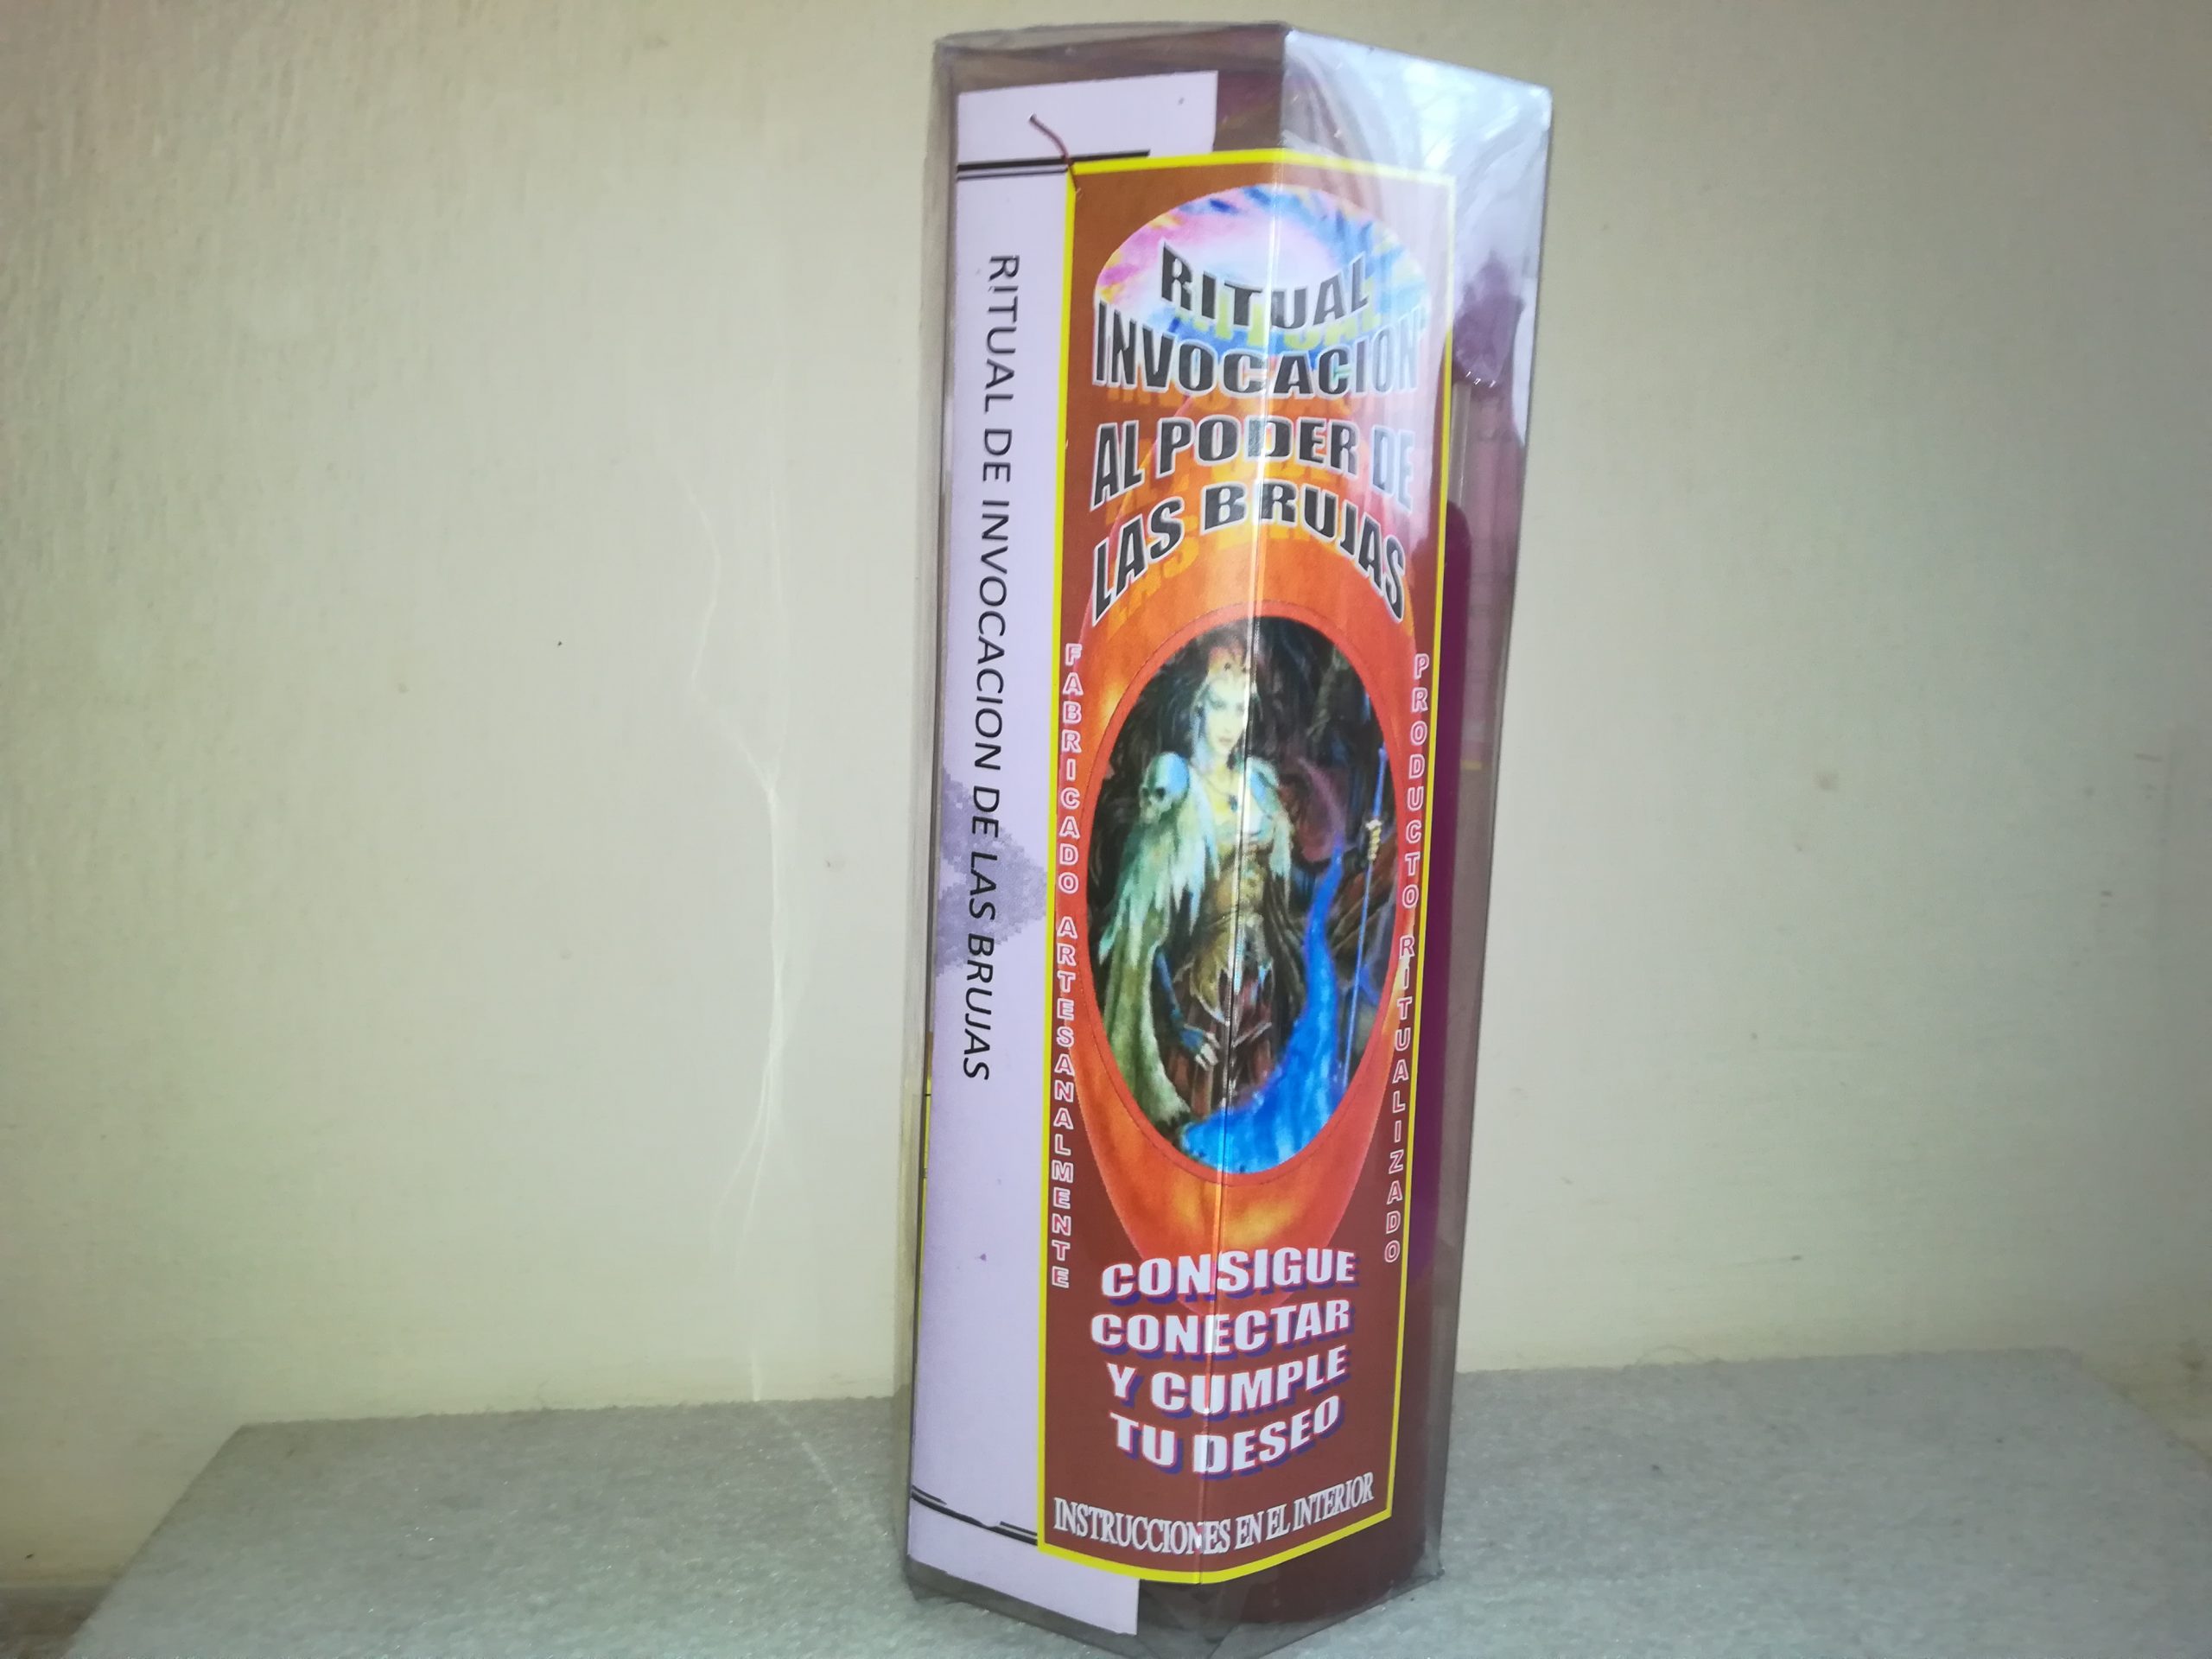 RITUAL DE INVOCACION DE LAS BRUJAS
RITUAL
INVOCACION
AL PODER DE
LAS BRUJAS
FABRICADO ARTESANALMENTE
PRODUCTO RITUALIZADO
CONSIGUE
CONECTAR
Y CUMPLE
TU DESEO
INSTRUCCIONES EN EL INTERIOR